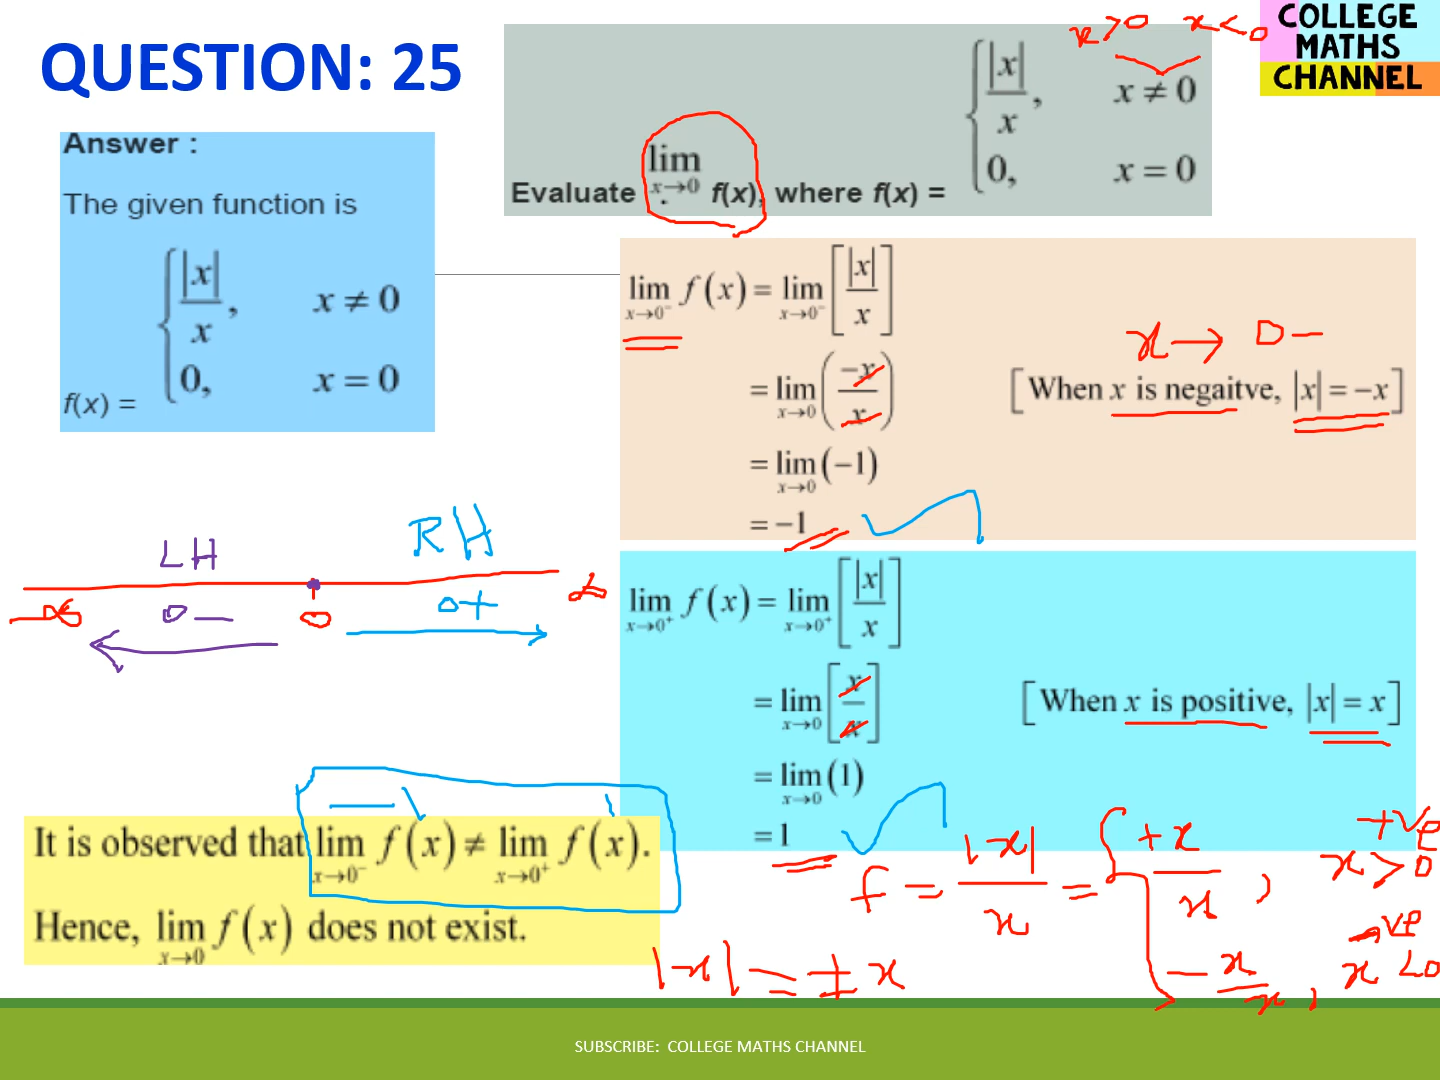 QUESTION: 25
COLLEGE
MATHS
CHANNEL
x>0 x<0
Evaluate lim x→0 f(x), where f(x) = { |x|/x, x ≠ 0
0, x = 0
Answer :
The given function is
f(x) = { |x|/x, x ≠ 0
0, x = 0
lim x→0⁻ f(x) = lim x→0⁻ [|x|/x]
x → 0−
= lim x→0 (−x/x) [When x is negaitve, |x| = −x]
= lim x→0 (−1)
= −1
LH RH
−∞ 0− 0 0+ ∞
lim x→0⁺ f(x) = lim x→0⁺ [|x|/x]
= lim x→0 [x/x] [When x is positive, |x| = x]
= lim x→0 (1)
= 1
It is observed that lim x→0⁻ f(x) ≠ lim x→0⁺ f(x).
Hence, lim x→0 f(x) does not exist.
f = |x|/x = { +x/x, x>0 +ve
−x/x, x<0 −ve
|x| = ± x
SUBSCRIBE: COLLEGE MATHS CHANNEL